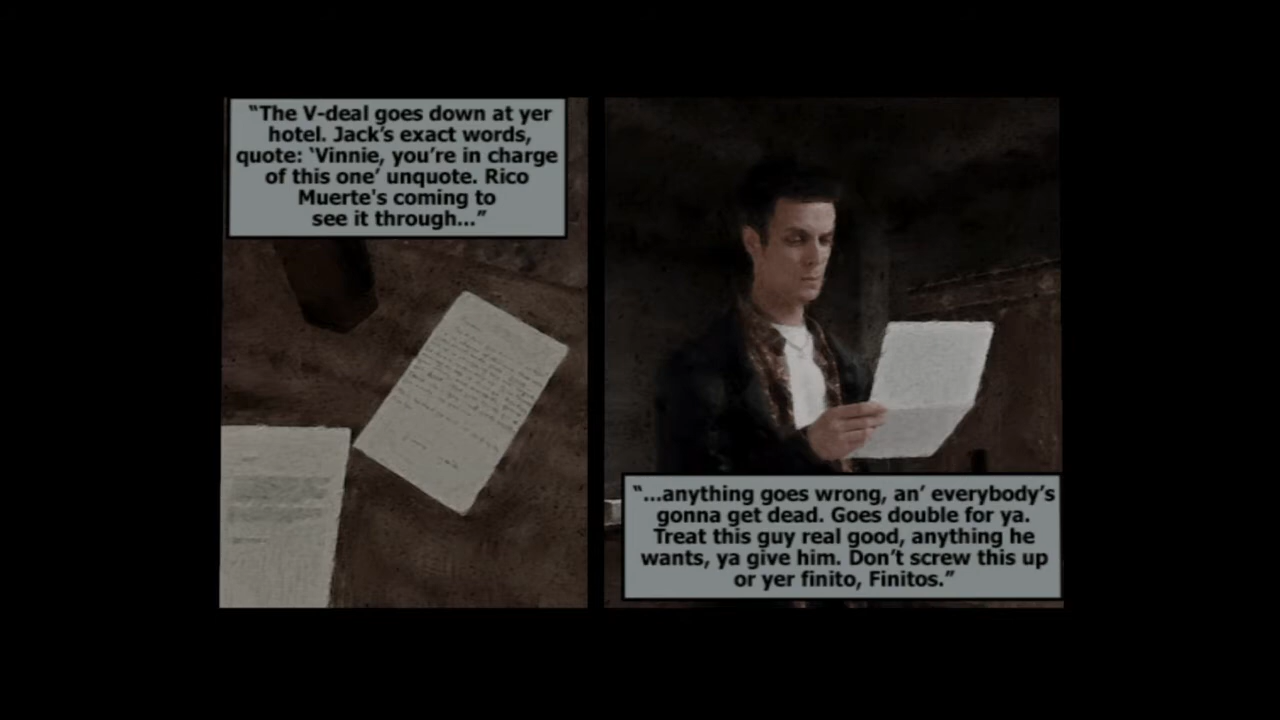 “The V-deal goes down at yer
hotel. Jack’s exact words,
quote: ‘Vinnie, you’re in charge
of this one’ unquote. Rico
Muerte's coming to
see it through...”
“...anything goes wrong, an’ everybody’s
gonna get dead. Goes double for ya.
Treat this guy real good, anything he
wants, ya give him. Don’t screw this up
or yer finito, Finitos.”